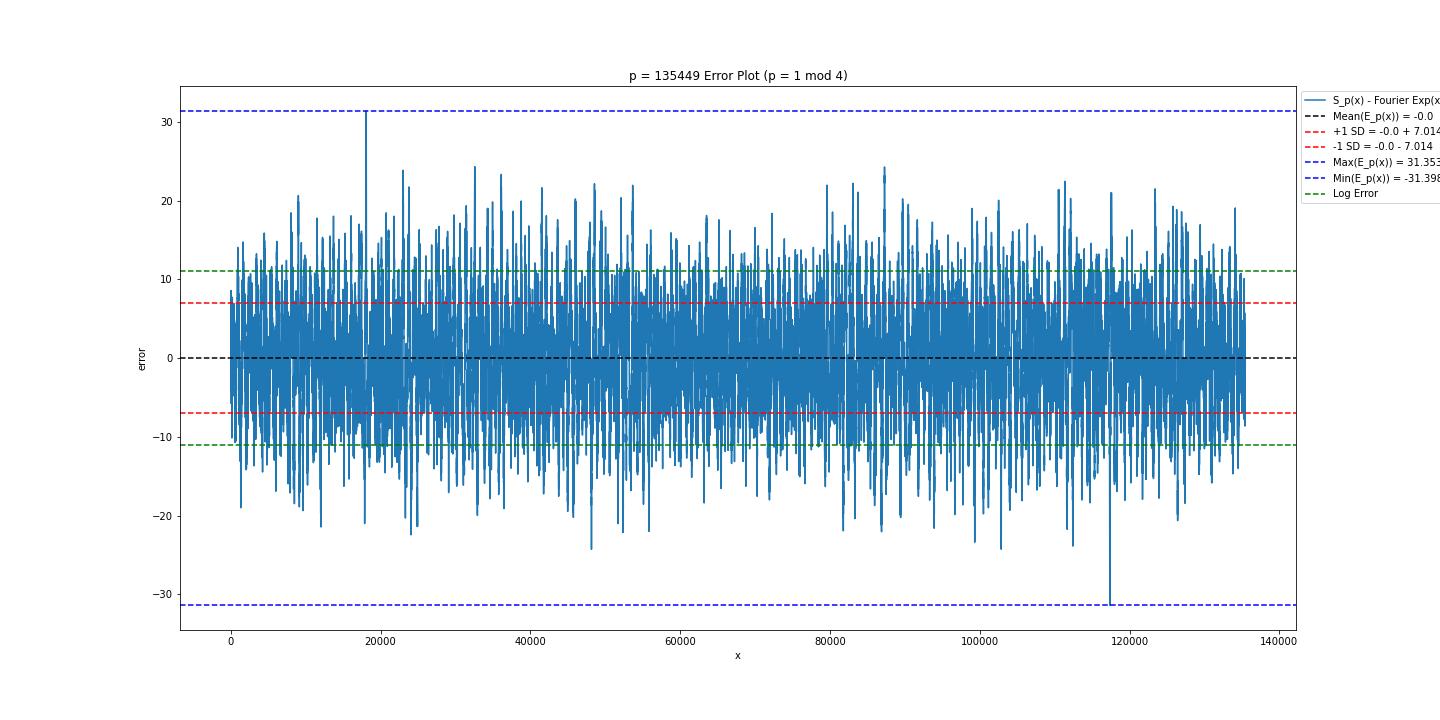 p = 135449 Error Plot (p = 1 mod 4)
S_p(x) - Fourier Exp(x
Mean(E_p(x)) = -0.0
+1 SD = -0.0 + 7.014
-1 SD = -0.0 - 7.014
Max(E_p(x)) = 31.353
Min(E_p(x)) = -31.398
Log Error
30
20
10
0
−10
−20
−30
error
0 20000 40000 60000 80000 100000 120000 140000
x